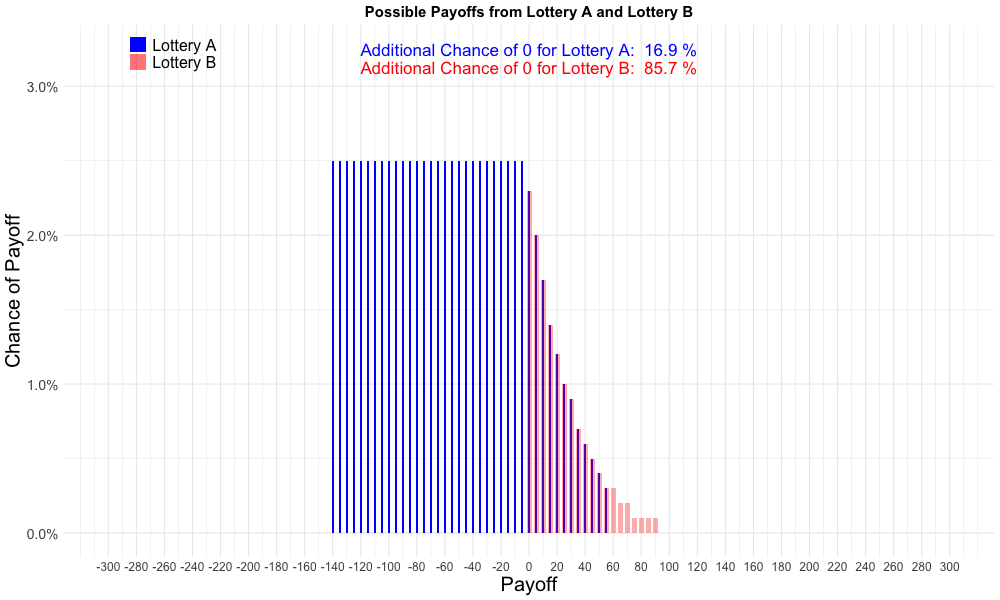 Possible Payoffs from Lottery A and Lottery B
Lottery A
Lottery B
Additional Chance of 0 for Lottery A: 16.9 %
Additional Chance of 0 for Lottery B: 85.7 %
Chance of Payoff
3.0%
2.0%
1.0%
0.0%
-300 -280 -260 -240 -220 -200 -180 -160 -140 -120 -100 -80 -60 -40 -20 0 20 40 60 80 100 120 140 160 180 200 220 240 260 280 300
Payoff